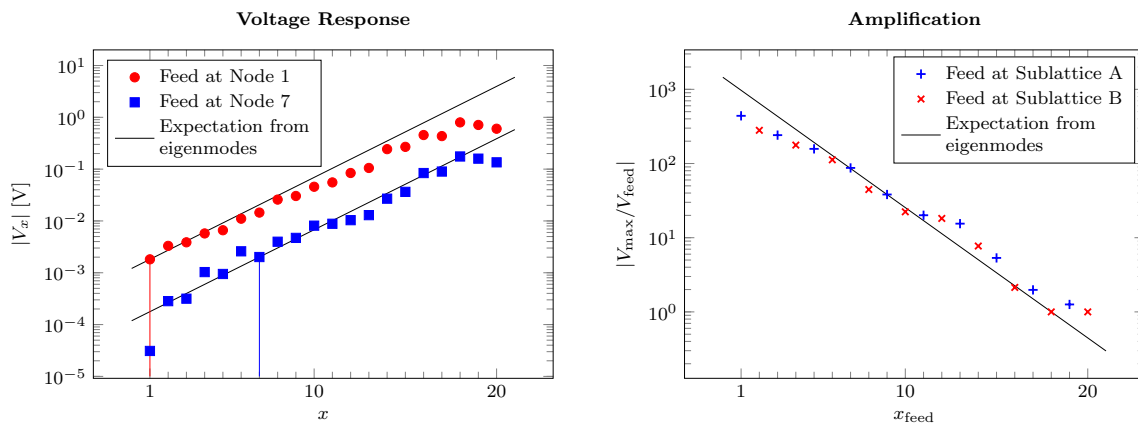 Voltage Response
10^1
10^0
10^-1
10^-2
10^-3
10^-4
10^-5
|V_x| [V]
Feed at Node 1
Feed at Node 7
Expectation from
eigenmodes
1
10
20
x
Amplification
10^3
10^2
10^1
10^0
|V_max/V_feed|
Feed at Sublattice A
Feed at Sublattice B
Expectation from
eigenmodes
1
10
20
x_feed